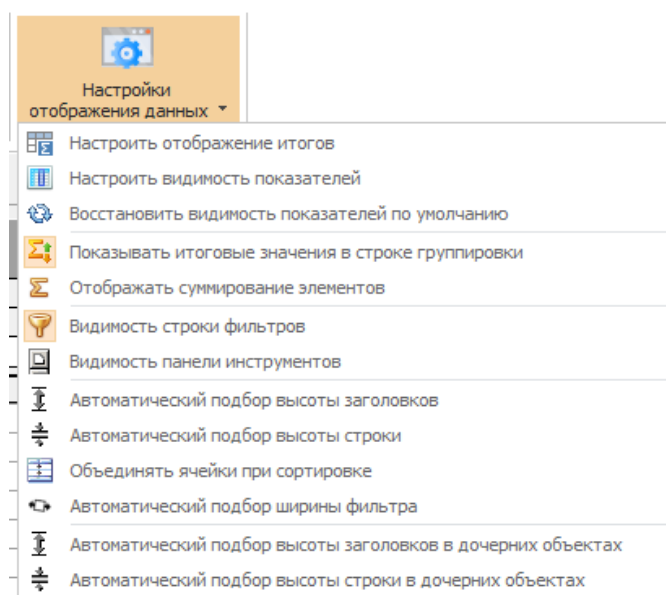 Настройки
отображения данных
Настроить отображение итогов
Настроить видимость показателей
Восстановить видимость показателей по умолчанию
Показывать итоговые значения в строке группировки
Отображать суммирование элементов
Видимость строки фильтров
Видимость панели инструментов
Автоматический подбор высоты заголовков
Автоматический подбор высоты строки
Объединять ячейки при сортировке
Автоматический подбор ширины фильтра
Автоматический подбор высоты заголовков в дочерних объектах
Автоматический подбор высоты строки в дочерних объектах